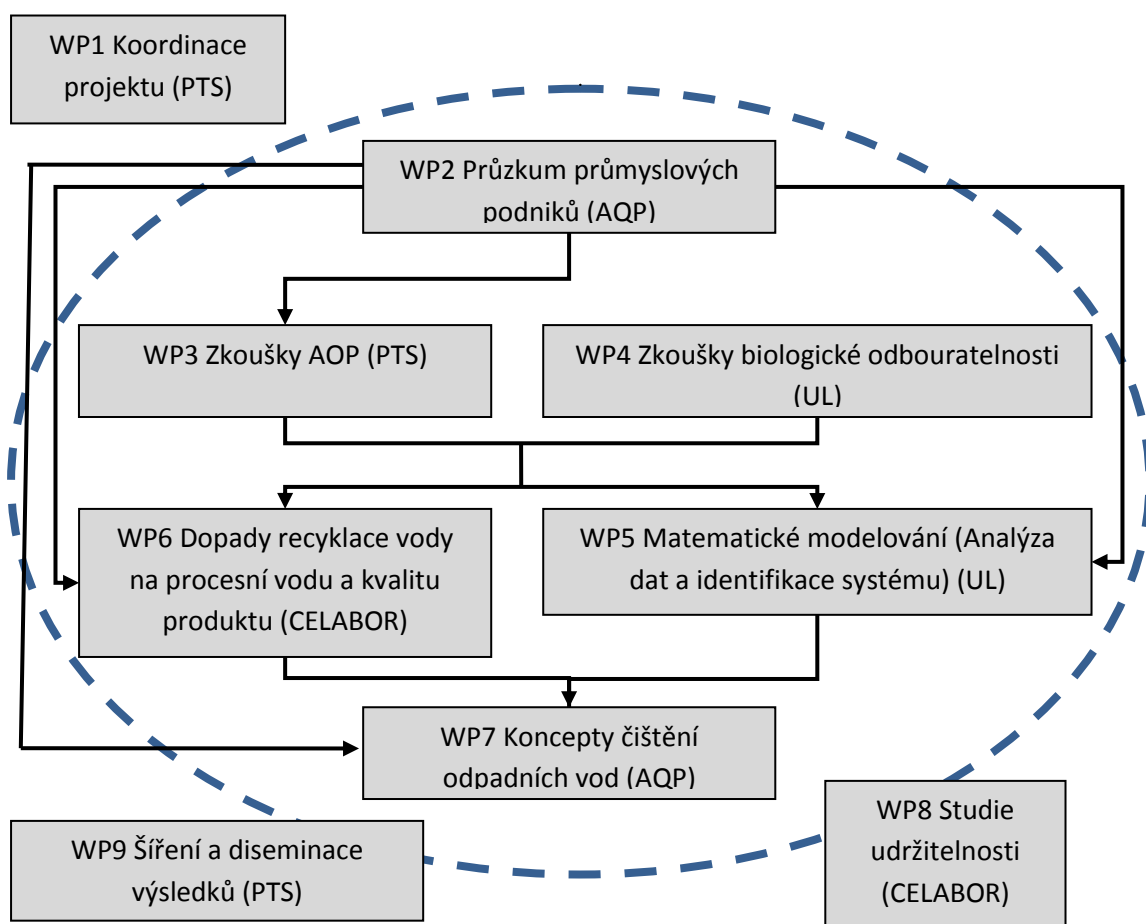 WP1 Koordinace
projektu (PTS)
WP2 Průzkum průmyslových
podniků (AQP)
WP3 Zkoušky AOP (PTS)
WP4 Zkoušky biologické odbouratelnosti
(UL)
WP6 Dopady recyklace vody
na procesní vodu a kvalitu
produktu (CELABOR)
WP5 Matematické modelování (Analýza
dat a identifikace systému) (UL)
WP7 Koncepty čištění
odpadních vod (AQP)
WP8 Studie
udržitelnosti
(CELABOR)
WP9 Šíření a diseminace
výsledků (PTS)